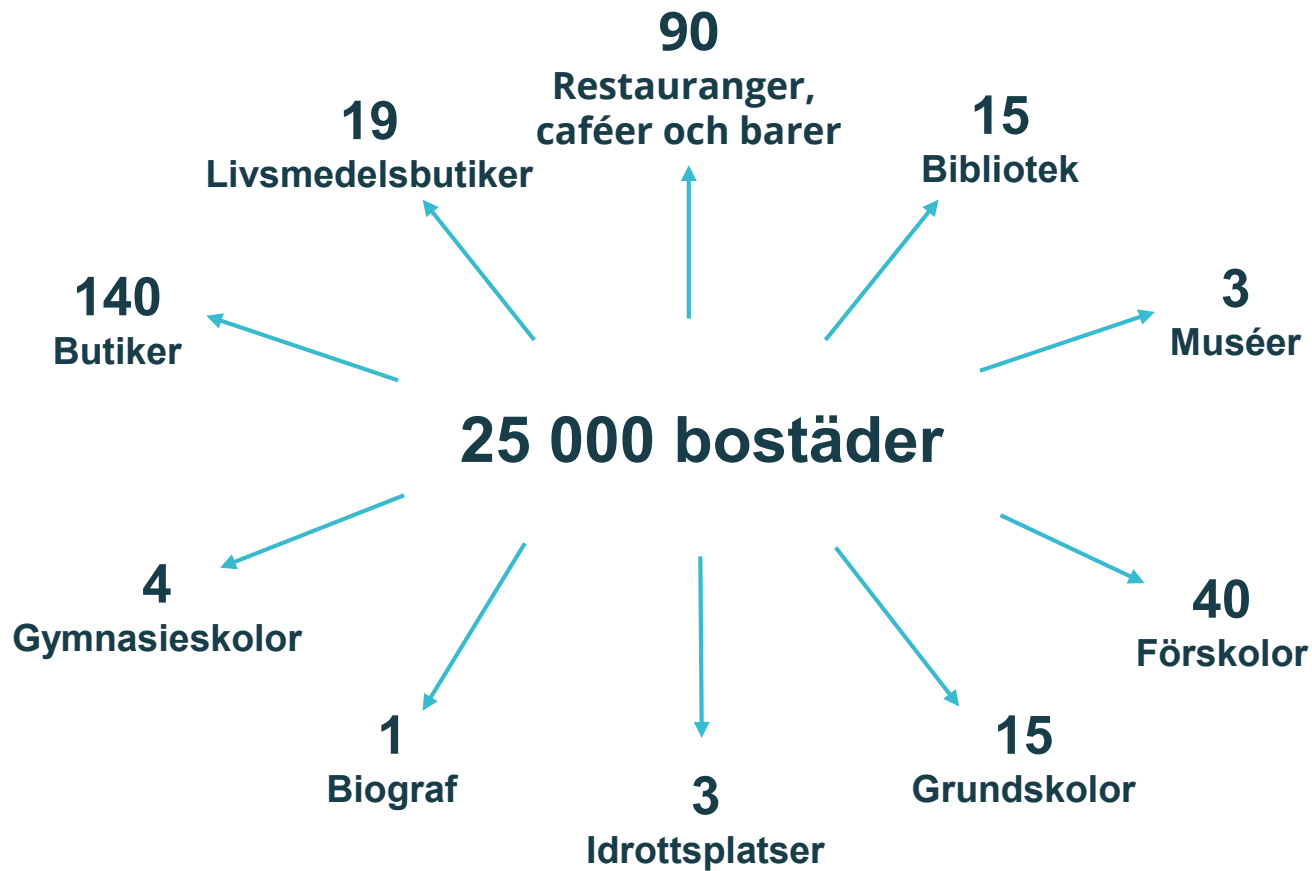 90
Restauranger,
caféer och barer
19
Livsmedelsbutiker
15
Bibliotek
140
Butiker
3
Muséer
25 000 bostäder
4
Gymnasieskolor
40
Förskolor
1
Biograf
3
Idrottsplatser
15
Grundskolor